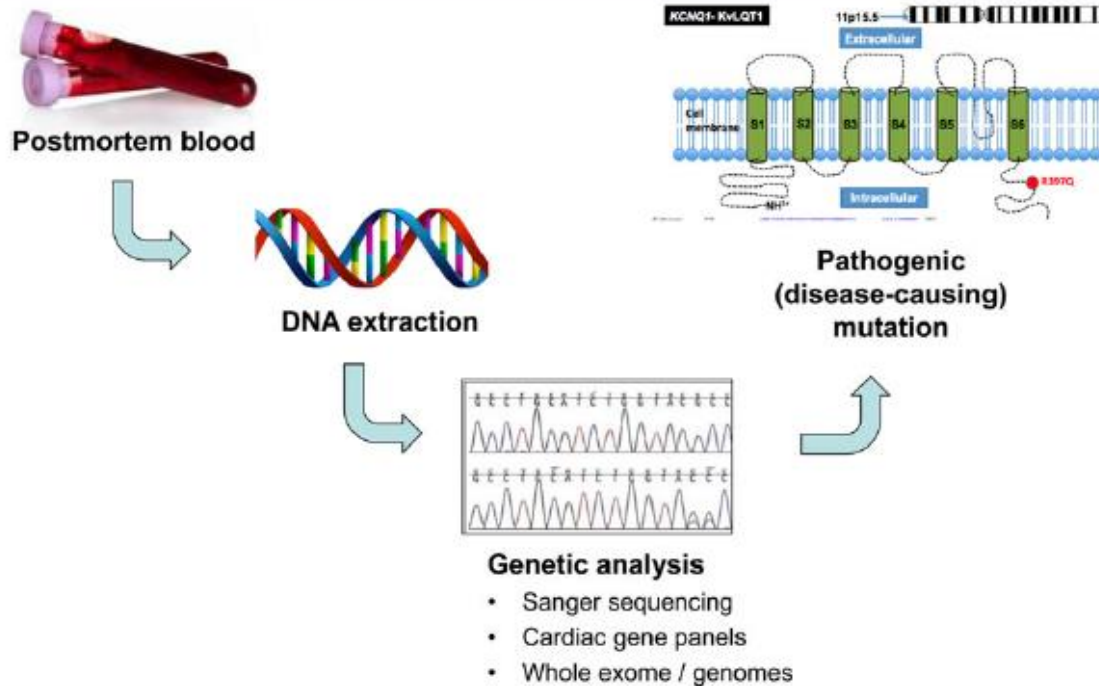 Postmortem blood
DNA extraction
Genetic analysis
• Sanger sequencing
• Cardiac gene panels
• Whole exome / genomes
KCNQ1- KvLQT1
11p15.5
Extracellular
Cell
membrane
S1 S2 S3 S4 S5 S6
R397Q
Intracellular
Pathogenic
(disease-causing)
mutation